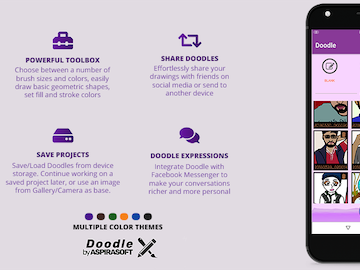 POWERFUL TOOLBOX
Choose between a number of
brush sizes and colors, easily
draw basic geometric shapes,
set fill and stroke colors
SHARE DOODLES
Effortlessly share your
drawings with friends on
social media or send to
another device
SAVE PROJECTS
Save/Load Doodles from device
storage. Continue working on a
saved project later, or use an
image from Gallery/Camera as base.
DOODLE EXPRESSIONS
Integrate Doodle with
Facebook Messenger to
make your conversations
richer and more personal
MULTIPLE COLOR THEMES
Doodle
by ASPIRASOFT
Doodle